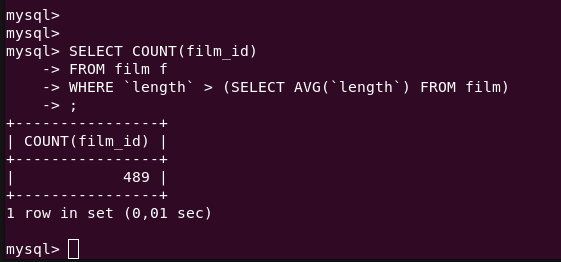 mysql>
mysql>
mysql> SELECT COUNT(film_id)
    -> FROM film f
    -> WHERE `length` > (SELECT AVG(`length`) FROM film)
    -> ;
+----------------+
| COUNT(film_id) |
+----------------+
|            489 |
+----------------+
1 row in set (0,01 sec)

mysql>